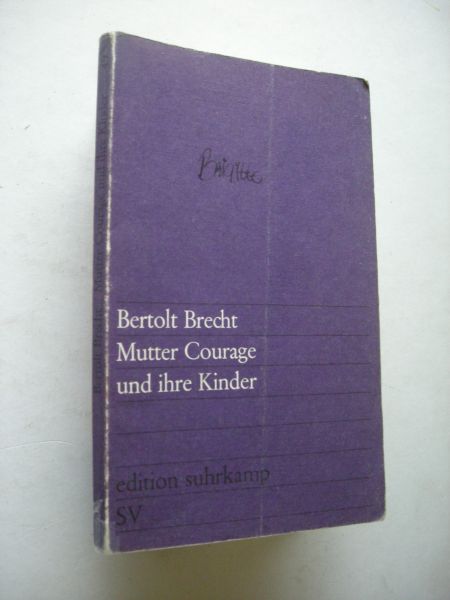 Bertolt Brecht
Mutter Courage
und ihre Kinder
edition suhrkamp
SV